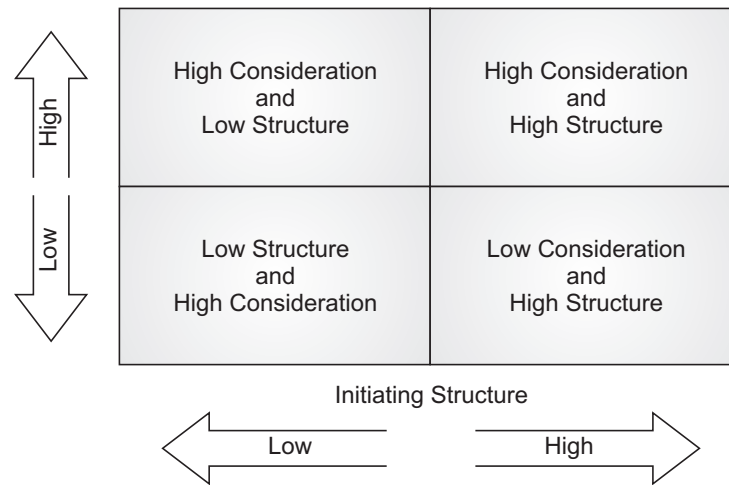 High
Low
High Consideration
and
Low Structure
High Consideration
and
High Structure
Low Structure
and
High Consideration
Low Consideration
and
High Structure
Initiating Structure
Low
High